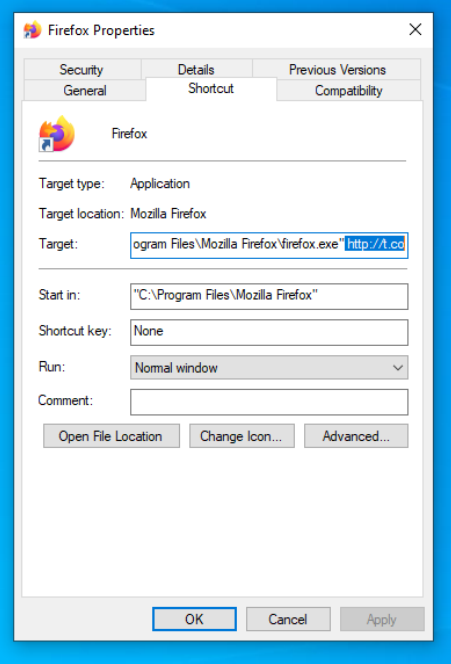 Firefox Properties
Security Details Previous Versions
General Shortcut Compatibility
Firefox
Target type: Application
Target location: Mozilla Firefox
Target: ogram Files\Mozilla Firefox\firefox.exe" http://t.co
Start in: "C:\Program Files\Mozilla Firefox"
Shortcut key: None
Run: Normal window
Comment:
Open File Location Change Icon... Advanced...
OK Cancel Apply